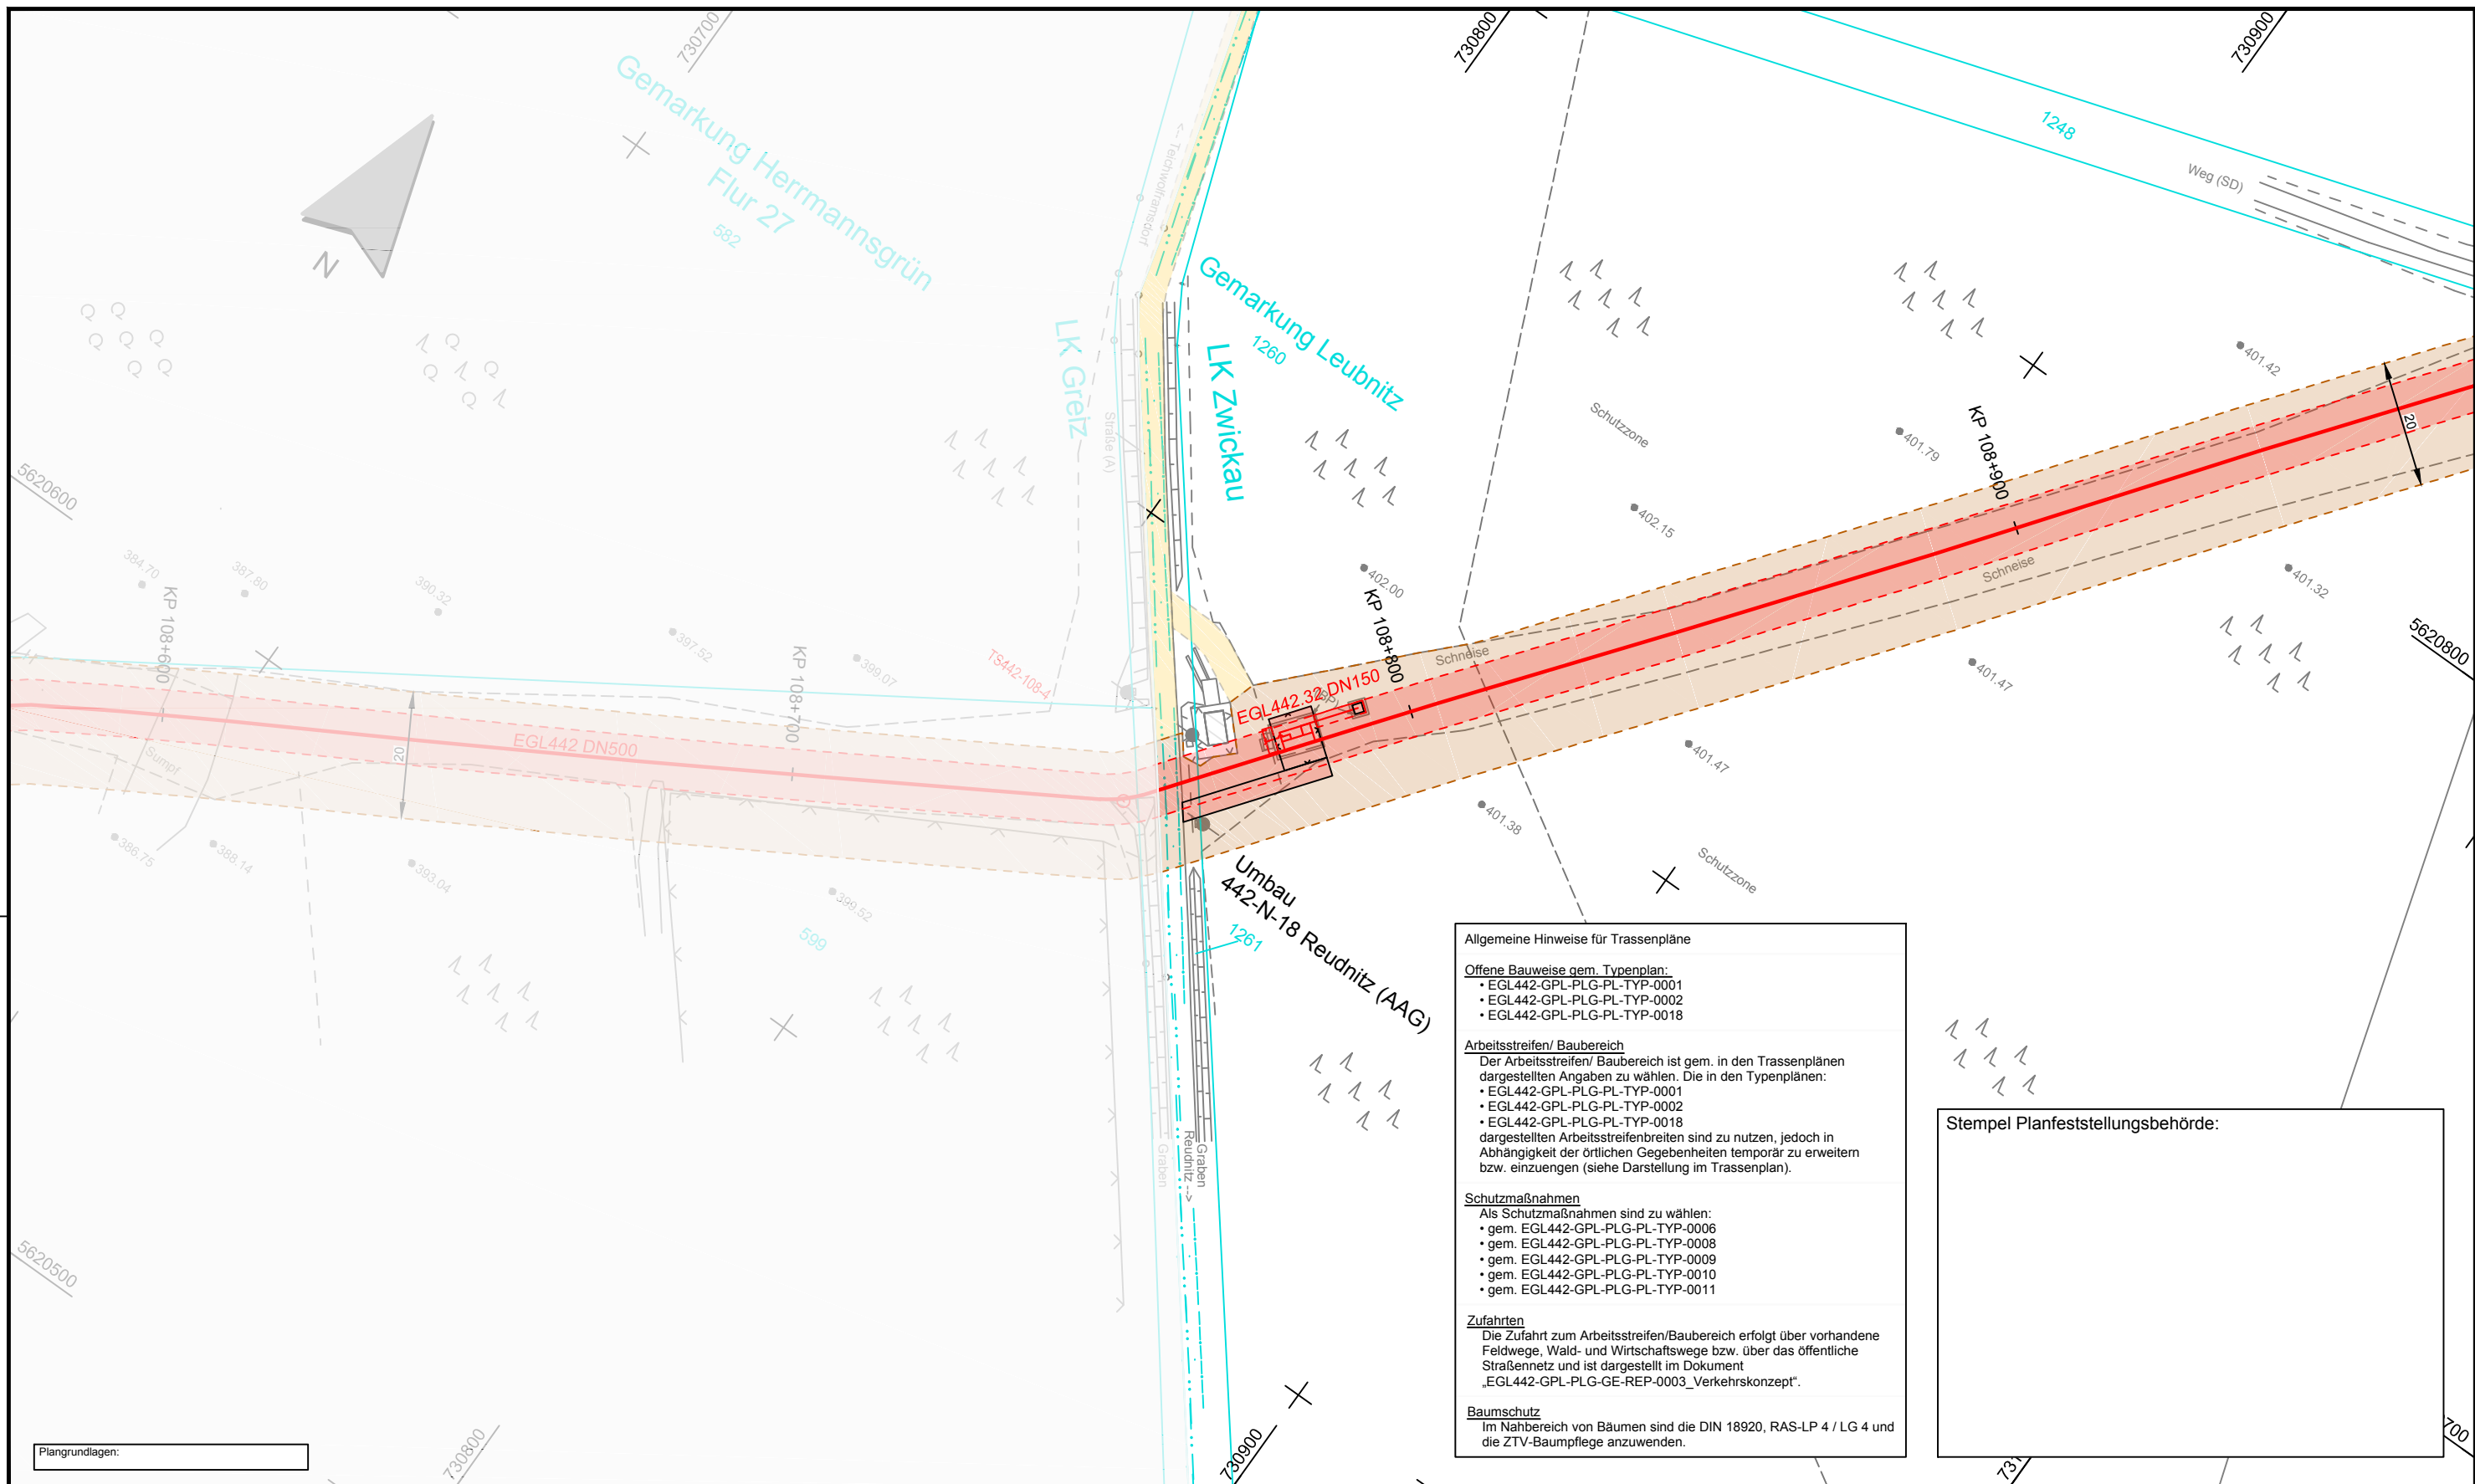 730700
730800
730900
Gemarkung Herrmannsgrün
Flur 27
582
1248
Weg (SD)
<-- Teichwolframsdorf
N
Gemarkung Leubnitz
1260
LK Greiz
LK Zwickau
Straße (A)
Schutzzone
401.42
401.79
KP 108+900
20
402.15
Schneise
401.32
5620600
5620800
384.70
387.80
390.32
397.52
399.07
KP 108+600
KP 108+700
TS442-108-4
402.00
KP 108+800
Schneise
EGL442.32 DN150
401.47
401.47
401.38
Schutzzone
EGL442 DN500
20
Sumpf
386.75
388.14
393.04
399.52
599
Umbau
442-N-18 Reudnitz (AAG)
1261
Graben
Graben
Reudnitz -->
5620500
730800
730900
Allgemeine Hinweise für Trassenpläne
Offene Bauweise gem. Typenplan:
• EGL442-GPL-PLG-PL-TYP-0001
• EGL442-GPL-PLG-PL-TYP-0002
• EGL442-GPL-PLG-PL-TYP-0018
Arbeitsstreifen/ Baubereich
Der Arbeitsstreifen/ Baubereich ist gem. in den Trassenplänen
dargestellten Angaben zu wählen. Die in den Typenplänen:
• EGL442-GPL-PLG-PL-TYP-0001
• EGL442-GPL-PLG-PL-TYP-0002
• EGL442-GPL-PLG-PL-TYP-0018
dargestellten Arbeitsstreifenbreiten sind zu nutzen, jedoch in
Abhängigkeit der örtlichen Gegebenheiten temporär zu erweitern
bzw. einzuengen (siehe Darstellung im Trassenplan).
Schutzmaßnahmen
Als Schutzmaßnahmen sind zu wählen:
• gem. EGL442-GPL-PLG-PL-TYP-0006
• gem. EGL442-GPL-PLG-PL-TYP-0008
• gem. EGL442-GPL-PLG-PL-TYP-0009
• gem. EGL442-GPL-PLG-PL-TYP-0010
• gem. EGL442-GPL-PLG-PL-TYP-0011
Zufahrten
Die Zufahrt zum Arbeitsstreifen/Baubereich erfolgt über vorhandene
Feldwege, Wald- und Wirtschaftswege bzw. über das öffentliche
Straßennetz und ist dargestellt im Dokument
„EGL442-GPL-PLG-GE-REP-0003_Verkehrskonzept“.
Baumschutz
Im Nahbereich von Bäumen sind die DIN 18920, RAS-LP 4 / LG 4 und
die ZTV-Baumpflege anzuwenden.
Stempel Planfeststellungsbehörde:
Plangrundlagen: